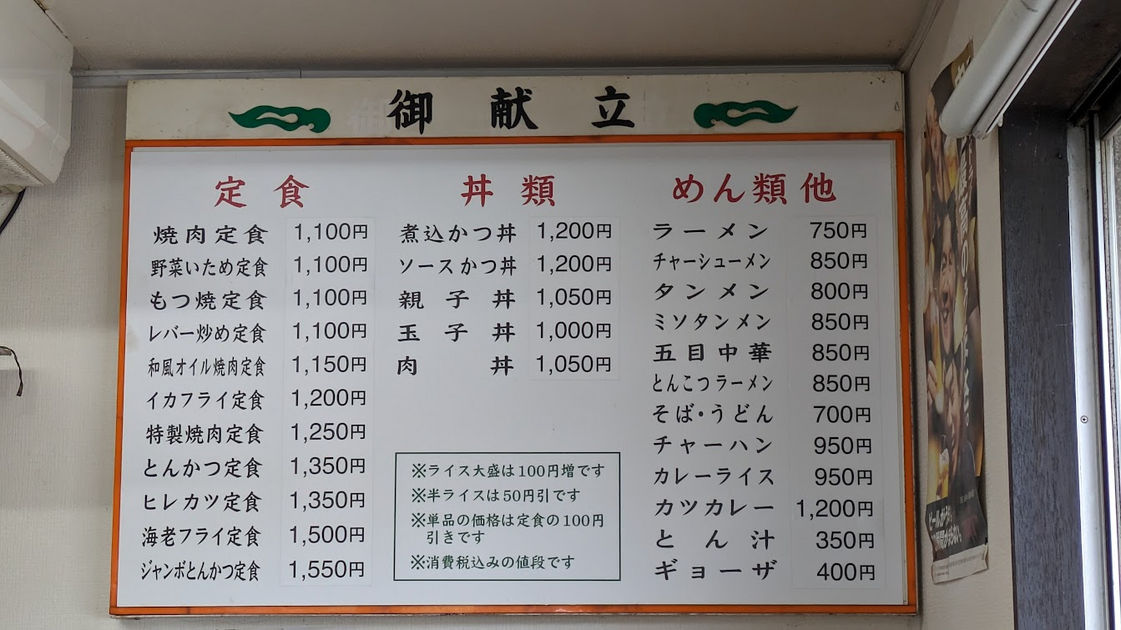 御献立
定食
焼肉定食 1,100円
野菜いため定食 1,100円
もつ焼定食 1,100円
レバー炒め定食 1,100円
和風オイル焼肉定食 1,150円
イカフライ定食 1,200円
特製焼肉定食 1,250円
とんかつ定食 1,350円
ヒレカツ定食 1,350円
海老フライ定食 1,500円
ジャンボとんかつ定食 1,550円
丼類
煮込かつ丼 1,200円
ソースかつ丼 1,200円
親子丼 1,050円
玉子丼 1,000円
肉丼 1,050円
※ライス大盛は100円増です
※半ライスは50円引です
※単品の価格は定食の100円
引きです
※消費税込みの値段です
めん類他
ラーメン 750円
チャーシューメン 850円
タンメン 800円
ミソタンメン 850円
五目中華 850円
とんこつラーメン 850円
そば・うどん 700円
チャーハン 950円
カレーライス 950円
カツカレー 1,200円
とん汁 350円
ギョーザ 400円